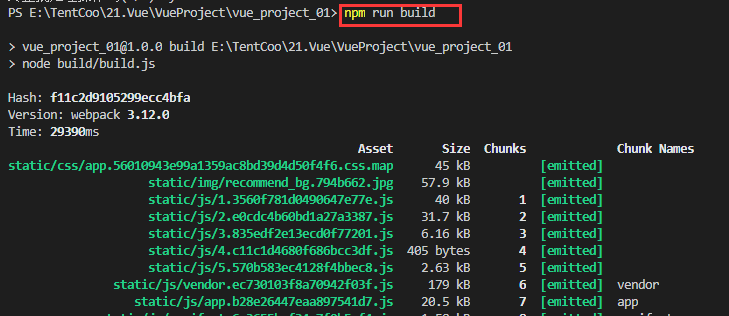 PS E:\TentCoo\21.Vue\VueProject\vue_project_01> npm run build
> vue_project_01@1.0.0 build E:\TentCoo\21.Vue\VueProject\vue_project_01
> node build/build.js
Hash: f11c2d9105299ecc4bfa
Version: webpack 3.12.0
Time: 29390ms
Asset Size Chunks Chunk Names
static/css/app.56010943e99a1359ac8bd39d4d50f4f6.css.map 45 kB [emitted]
static/img/recommend_bg.794b662.jpg 57.9 kB [emitted]
static/js/1.3560f781d0490647e77e.js 40 kB 1 [emitted]
static/js/2.e0cdc4b60bd1a27a3387.js 31.7 kB 2 [emitted]
static/js/3.835edf2e13ecd0f77201.js 6.16 kB 3 [emitted]
static/js/4.c11c1d4680f686bcc3df.js 405 bytes 4 [emitted]
static/js/5.570b583ec4128f4bbec8.js 2.63 kB 5 [emitted]
static/js/vendor.ec730103f8a70942f03f.js 179 kB 6 [emitted] vendor
static/js/app.b28e26447eaa897541d7.js 20.5 kB 7 [emitted] app